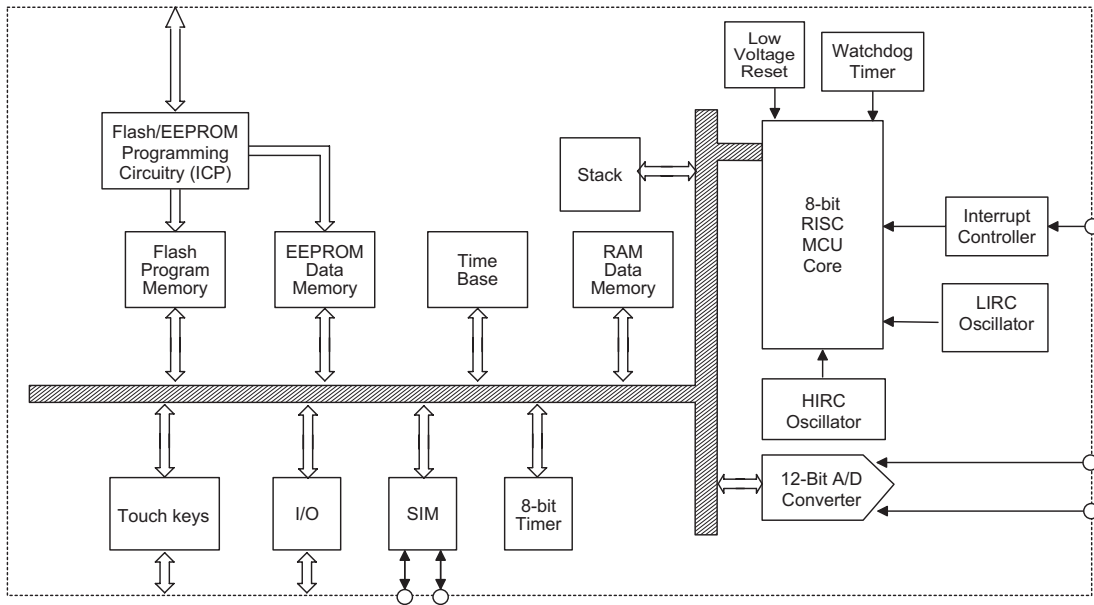 Low
Voltage
Reset
Watchdog
Timer
Flash/EEPROM
Programming
Circuitry (ICP)
Stack
8-bit
RISC
MCU
Core
Interrupt
Controller
Flash
Program
Memory
EEPROM
Data
Memory
Time
Base
RAM
Data
Memory
LIRC
Oscillator
HIRC
Oscillator
Touch keys
I/O
SIM
8-bit
Timer
12-Bit A/D
Converter